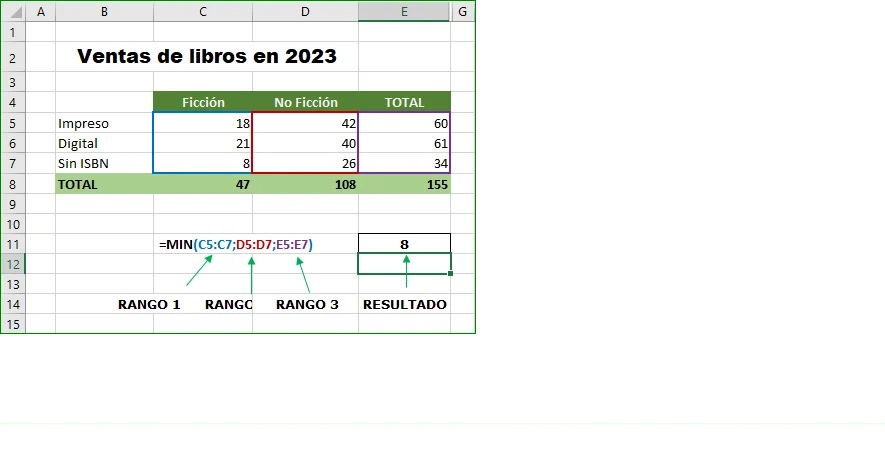 A B C D E G
1
2 Ventas de libros en 2023
3
4 Ficción No Ficción TOTAL
5 Impreso 18 42 60
6 Digital 21 40 61
7 Sin ISBN 8 26 34
8 TOTAL 47 108 155
9
10
11 =MIN(C5:C7;D5:D7;E5:E7) 8
12
13
14 RANGO 1 RANGO RANGO 3 RESULTADO
15